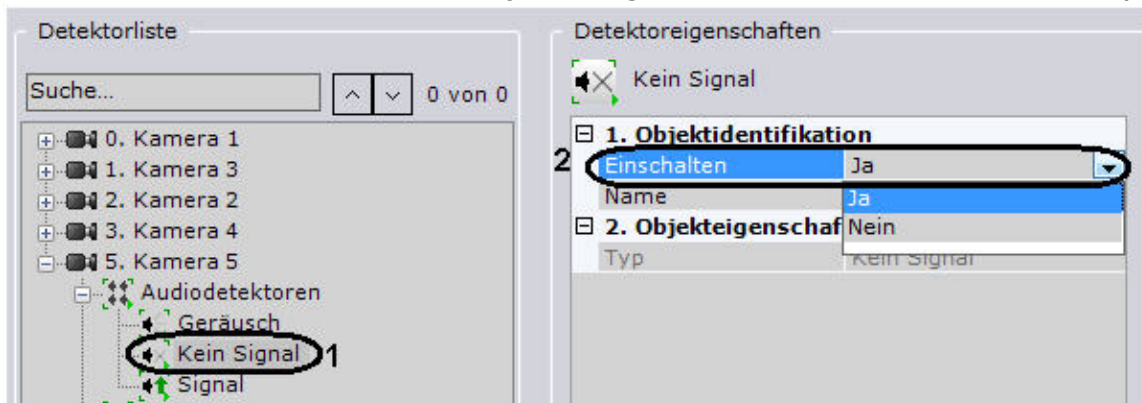 Detektorliste
Suche...
0 von 0
0. Kamera 1
1. Kamera 3
2. Kamera 2
3. Kamera 4
5. Kamera 5
Audiodetektoren
Geräusch
Kein Signal 1
Signal
Detektoreigenschaften
Kein Signal
1. Objektidentifikation
2 Einschalten Ja
Name Ja
Nein
2. Objekteigenschaf
Typ Kein Signal